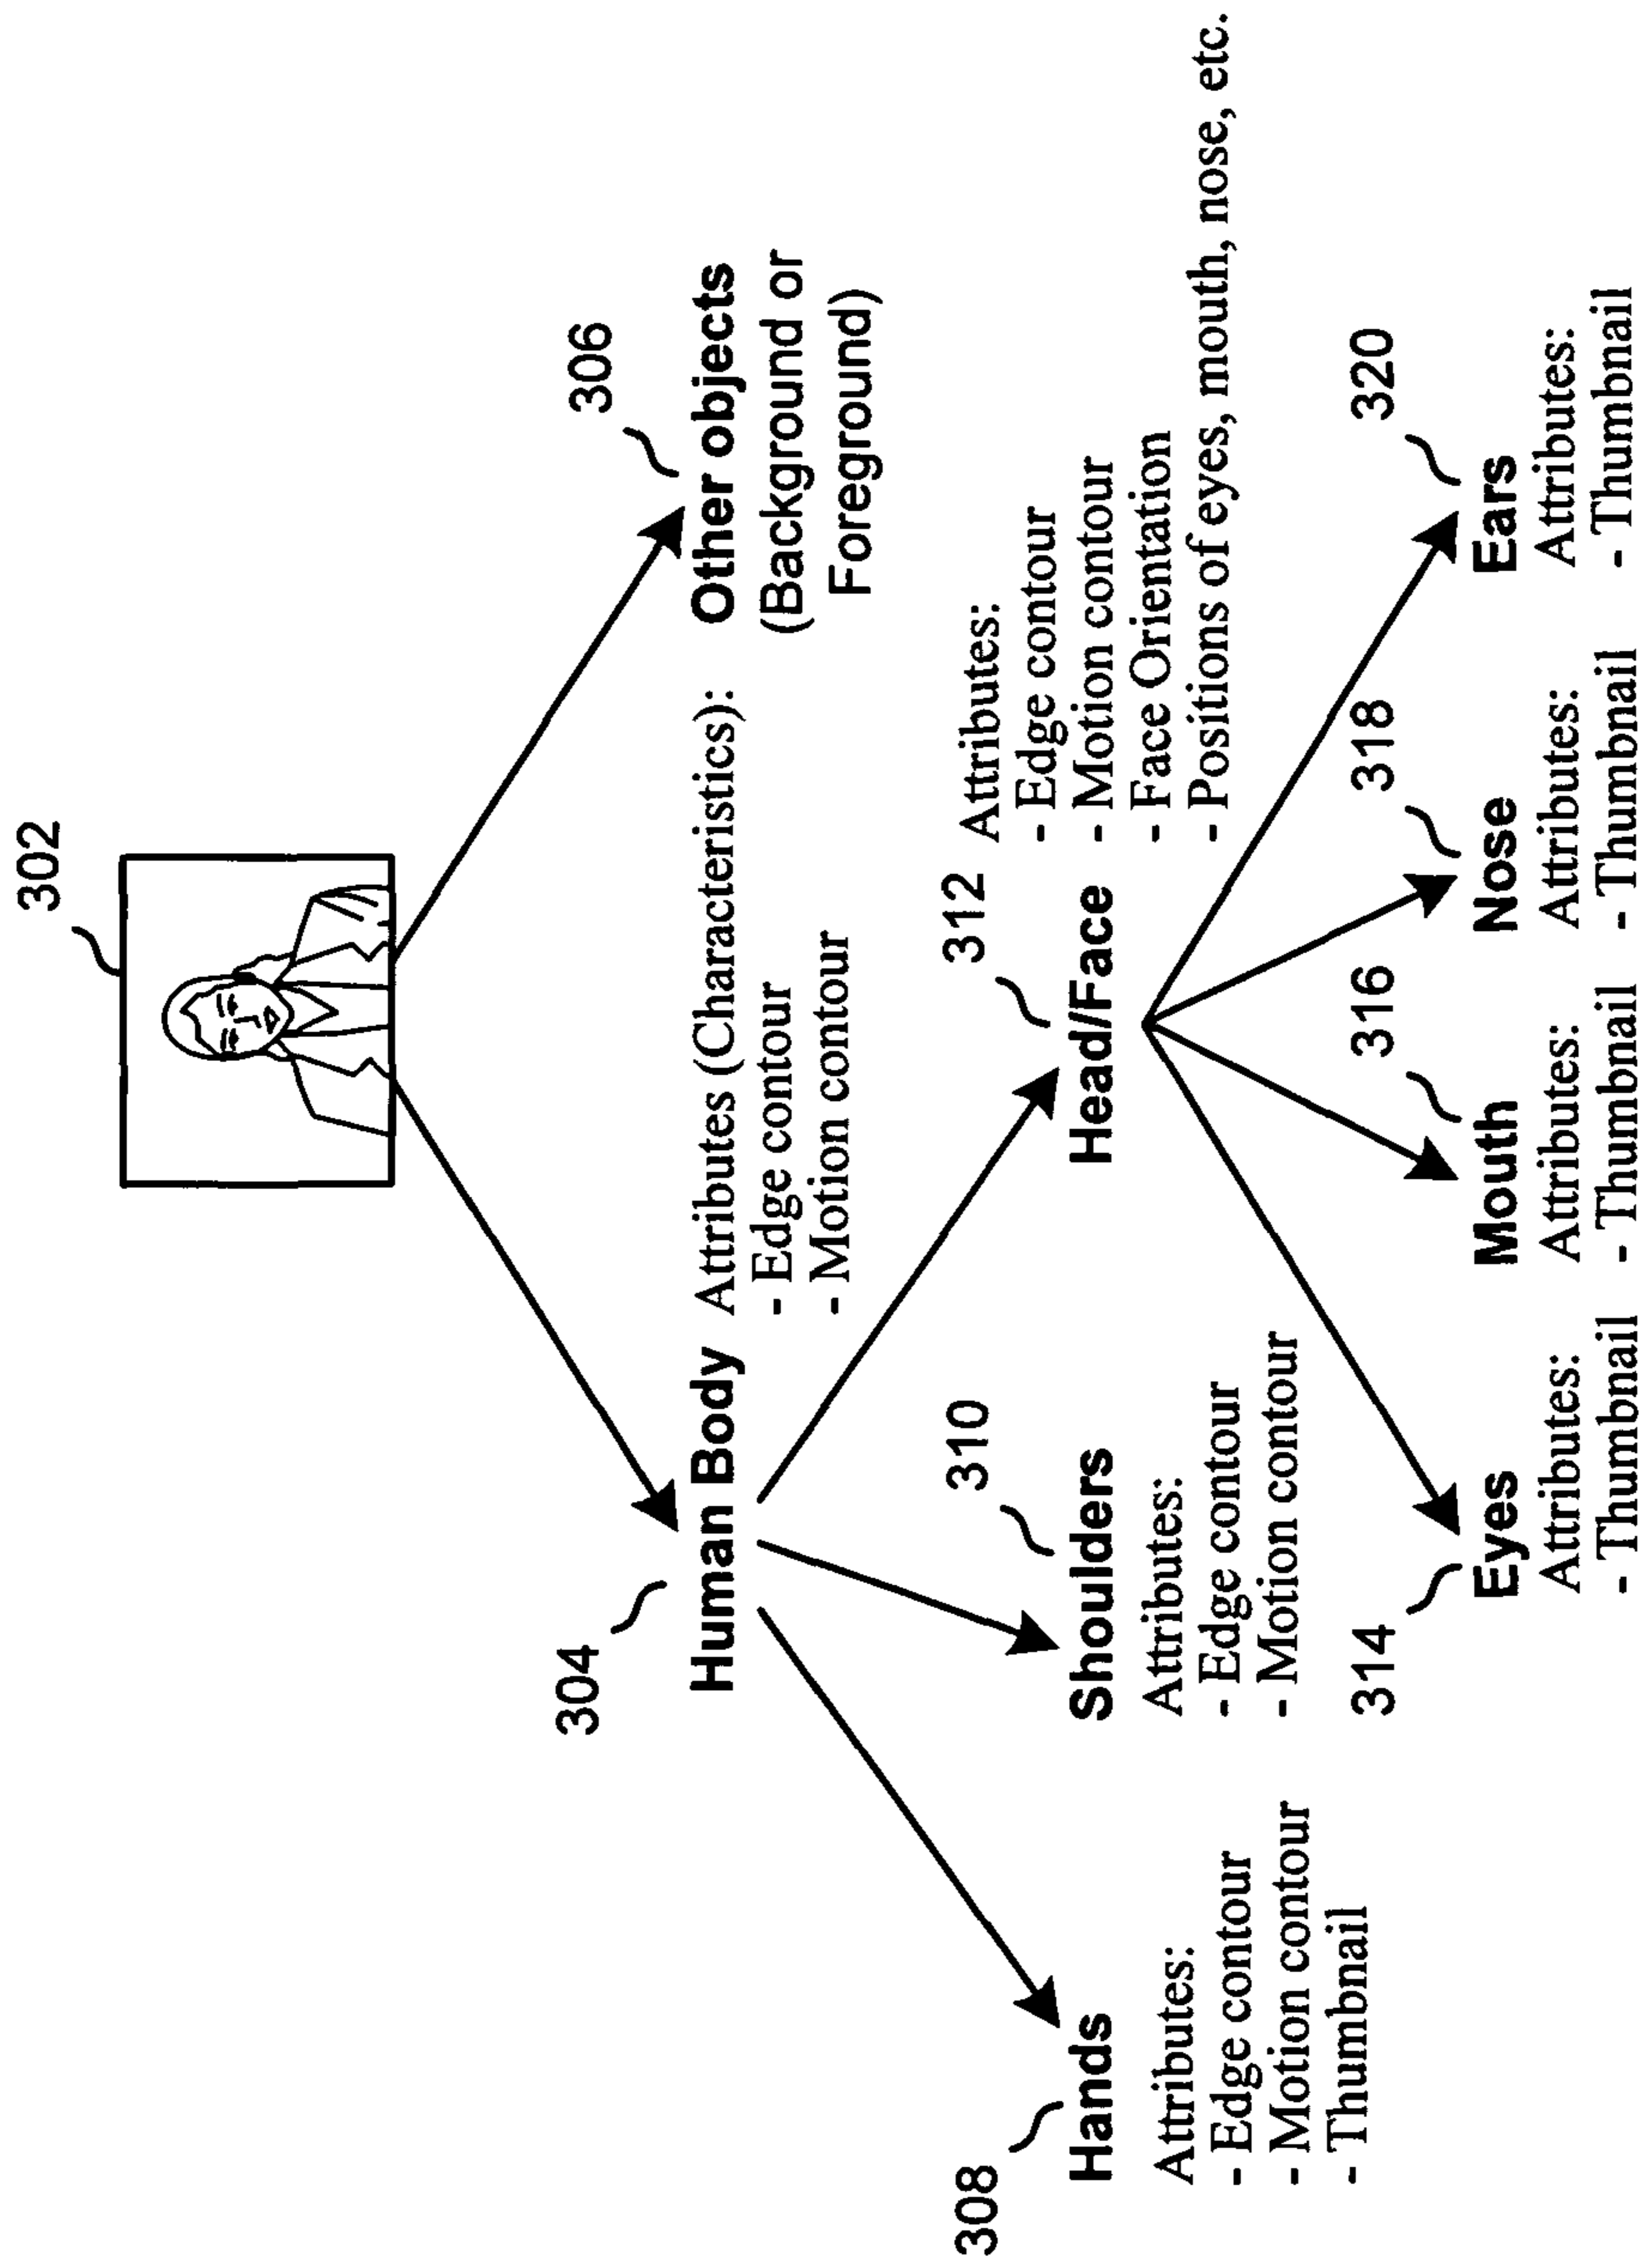 302
304
306
Human Body
Attributes (Characteristics):
- Edge contour
- Motion contour
Other objects
(Background or
Foreground)
308
310
312
Hands
Attributes:
- Edge contour
- Motion contour
- Thumbnail
Shoulders
Attributes:
- Edge contour
- Motion contour
Head/Face
Attributes:
- Edge contour
- Motion contour
- Face Orientation
- Positions of eyes, mouth, nose, etc.
314
316
318
320
Eyes
Attributes:
- Thumbnail
Mouth
Attributes:
- Thumbnail
Nose
Attributes:
- Thumbnail
Ears
Attributes:
- Thumbnail